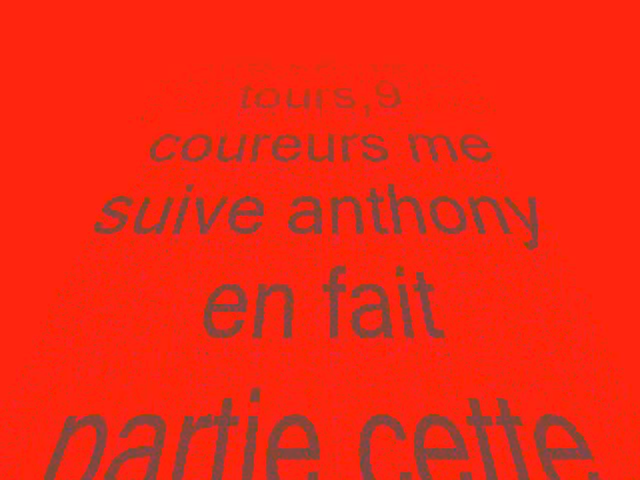 tours,9
coureurs me
suive anthony
en fait
partie cette